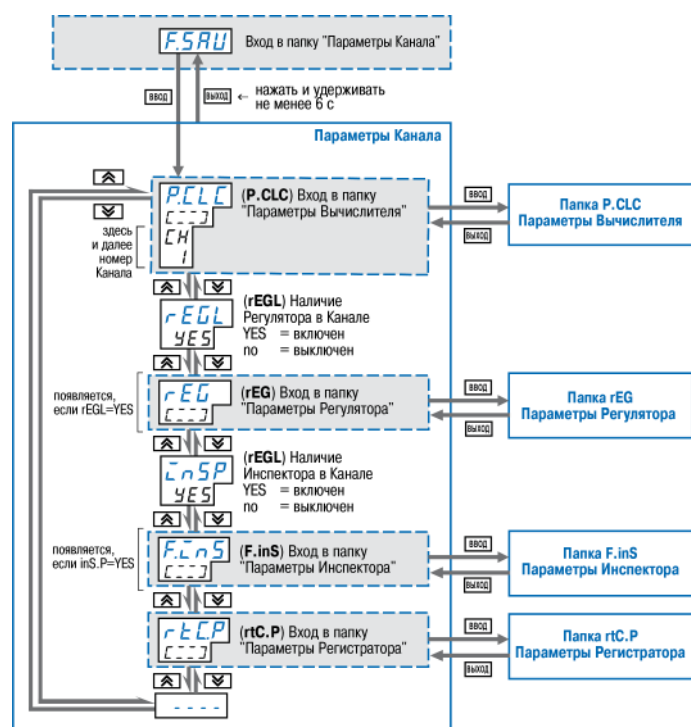 F.SAU
Вход в папку "Параметры Канала"
ввод
выход ← нажать и удерживать
не менее 6 с
Параметры Канала
P.CLC
[---]
CH
1
(P.CLC) Вход в папку
"Параметры Вычислителя"
здесь
и далее
номер
Канала
ввод
выход
Папка P.CLC
Параметры Вычислителя
rEGL
YES
(rEGL) Наличие
Регулятора в Канале
YES = включен
no = выключен
появляется,
если rEGL=YES
rEG
[---]
(rEG) Вход в папку
"Параметры Регулятора"
ввод
выход
Папка rEG
Параметры Регулятора
inSP
YES
(rEGL) Наличие
Инспектора в Канале
YES = включен
no = выключен
появляется,
если inS.P=YES
F.inS
[---]
(F.inS) Вход в папку
"Параметры Инспектора"
ввод
выход
Папка F.inS
Параметры Инспектора
rtC.P
[---]
(rtC.P) Вход в папку
"Параметры Регистратора"
ввод
выход
Папка rtC.P
Параметры Регистратора
----